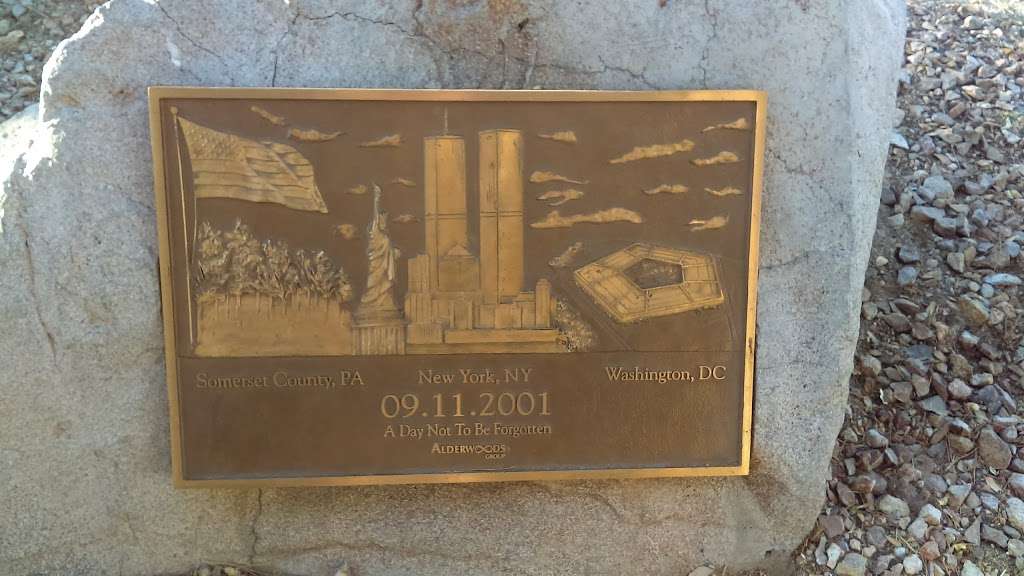 Somerset County, PA New York, NY Washington, DC
09.11.2001
A Day Not To Be Forgotten
ALDERWOODS
GROUP